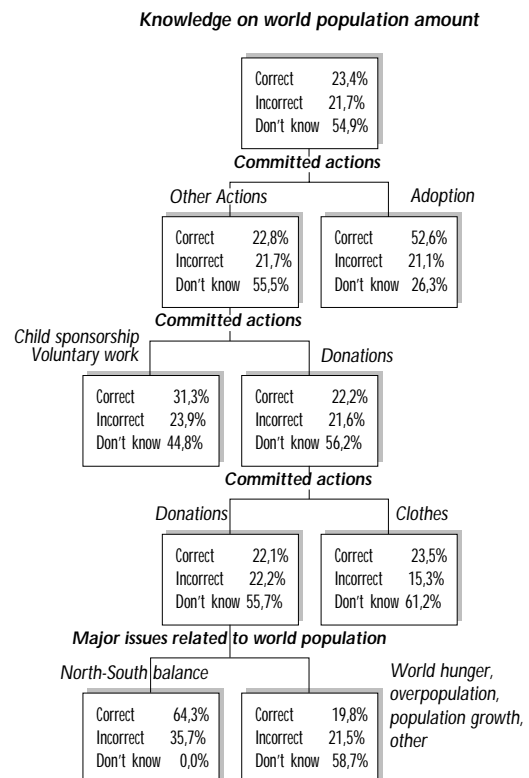 Knowledge on world population amount
Correct 23,4%
Incorrect 21,7%
Don't know 54,9%
Committed actions
Other Actions
Adoption
Correct 22,8%
Incorrect 21,7%
Don't know 55,5%
Correct 52,6%
Incorrect 21,1%
Don't know 26,3%
Committed actions
Child sponsorship
Voluntary work
Donations
Correct 31,3%
Incorrect 23,9%
Don't know 44,8%
Correct 22,2%
Incorrect 21,6%
Don't know 56,2%
Committed actions
Donations
Clothes
Correct 22,1%
Incorrect 22,2%
Don't know 55,7%
Correct 23,5%
Incorrect 15,3%
Don't know 61,2%
Major issues related to world population
North-South balance
World hunger,
overpopulation,
population growth,
other
Correct 64,3%
Incorrect 35,7%
Don't know 0,0%
Correct 19,8%
Incorrect 21,5%
Don't know 58,7%